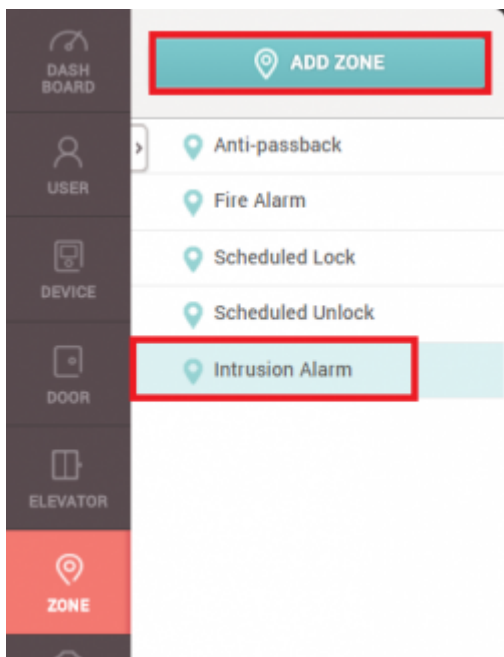 DASH
BOARD
USER
DEVICE
DOOR
ELEVATOR
ZONE
ADD ZONE
Anti-passback
Fire Alarm
Scheduled Lock
Scheduled Unlock
Intrusion Alarm